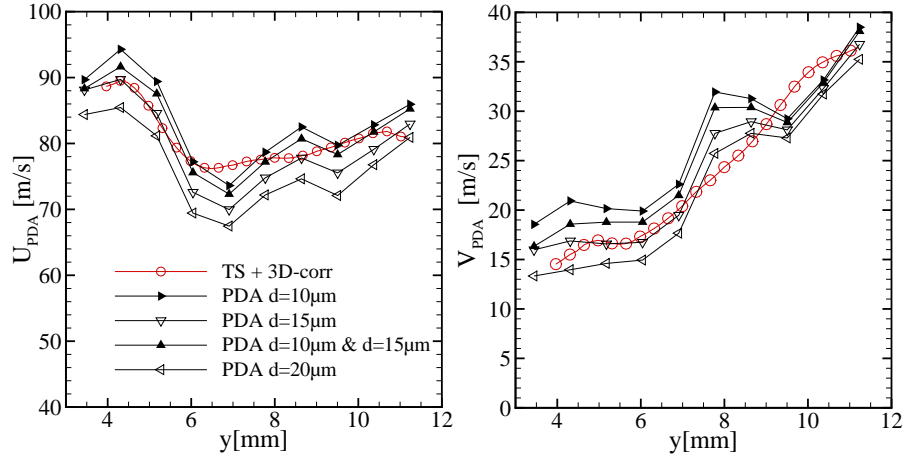 100
90
80
70
60
50
40
U_PDA [m/s]
TS + 3D-corr
PDA d=10μm
PDA d=15μm
PDA d=10μm & d=15μm
PDA d=20μm
4
6
8
10
12
y[mm]
40
35
30
25
20
15
10
5
0
V_PDA [m/s]
4
6
8
10
12
y[mm]